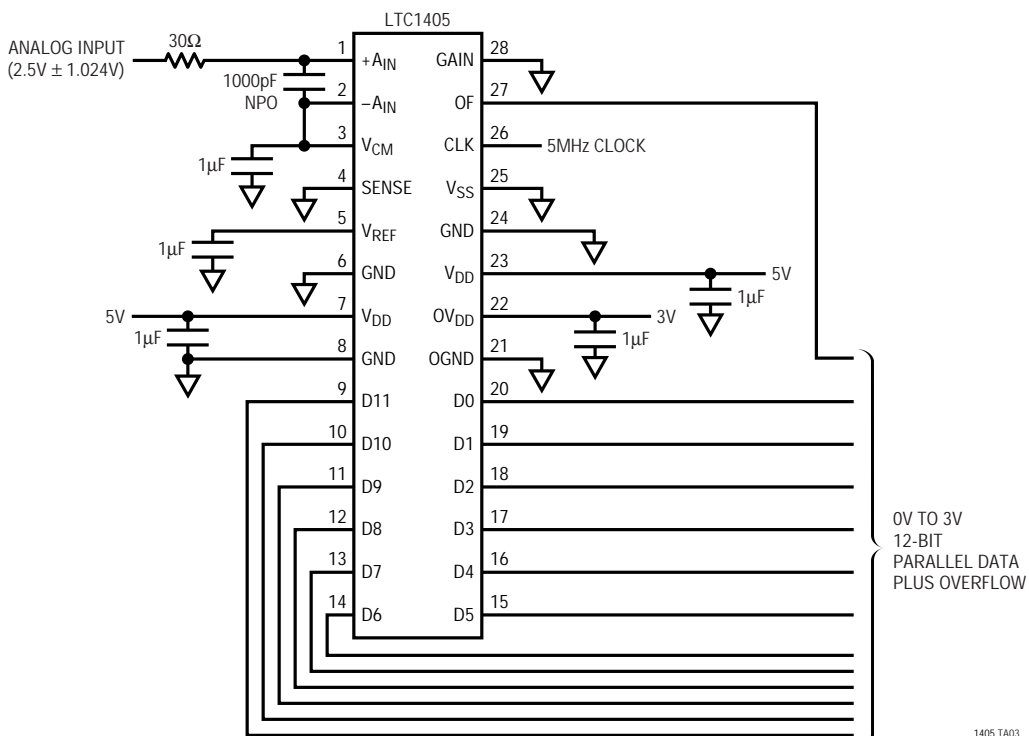 LTC1405
ANALOG INPUT
(2.5V ± 1.024V)
30Ω
1000pF
NPO
1µF
1µF
5V
1µF
1
+AIN
2
–AIN
3
VCM
4
SENSE
5
VREF
6
GND
7
VDD
8
GND
9
D11
10
D10
11
D9
12
D8
13
D7
14
D6
28
GAIN
27
OF
26
CLK
5MHz CLOCK
25
VSS
24
GND
23
VDD
5V
1µF
22
OVDD
3V
1µF
21
OGND
20
D0
19
D1
18
D2
17
D3
16
D4
15
D5
0V TO 3V
12-BIT
PARALLEL DATA
PLUS OVERFLOW
1405 TA03